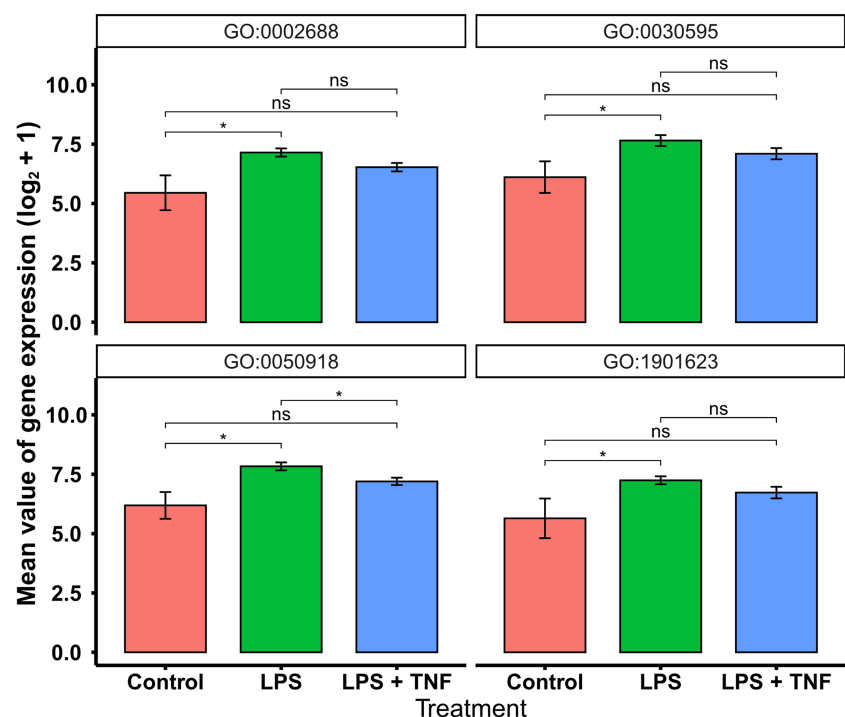 Mean value of gene expression (log₂ + 1)
GO:0002688
GO:0030595
10.0
7.5
5.0
2.5
0.0
ns
ns
*
ns
ns
*
GO:0050918
GO:1901623
10.0
7.5
5.0
2.5
0.0
*
ns
*
ns
ns
*
Control LPS LPS + TNF Control LPS LPS + TNF
Treatment